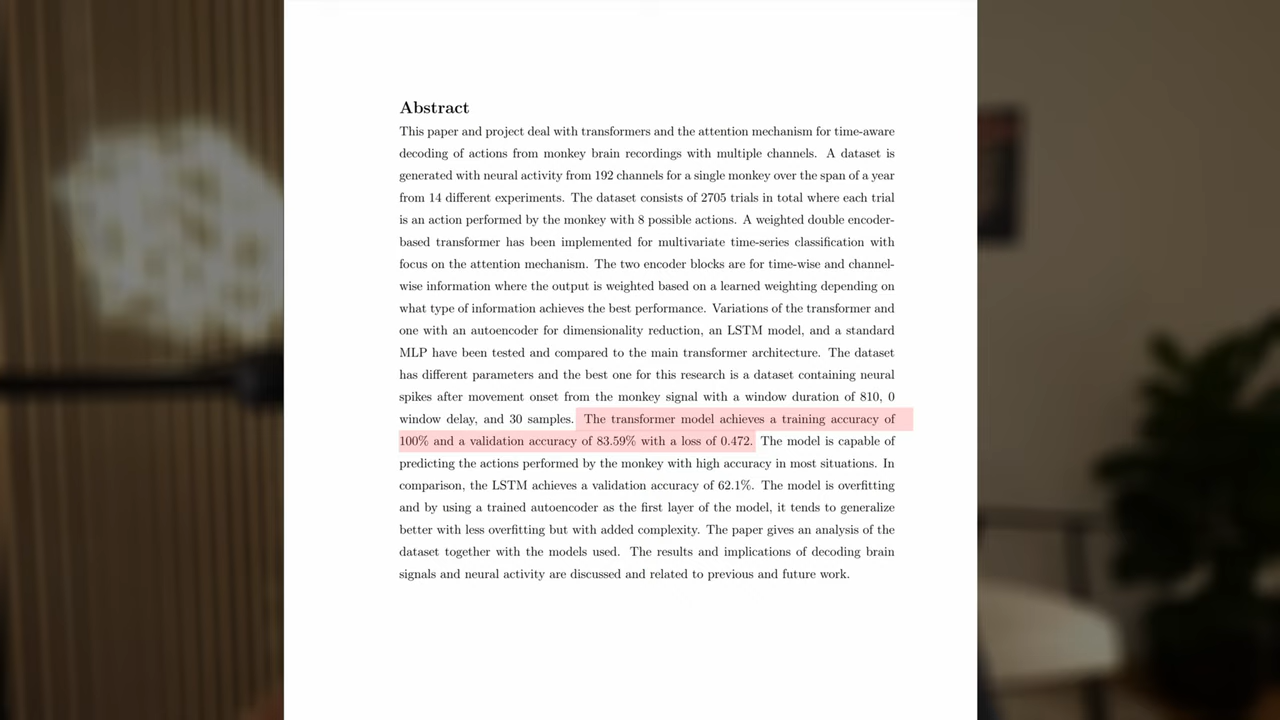 Abstract
This paper and project deal with transformers and the attention mechanism for time-aware
decoding of actions from monkey brain recordings with multiple channels. A dataset is
generated with neural activity from 192 channels for a single monkey over the span of a year
from 14 different experiments. The dataset consists of 2705 trials in total where each trial
is an action performed by the monkey with 8 possible actions. A weighted double encoder-
based transformer has been implemented for multivariate time-series classification with
focus on the attention mechanism. The two encoder blocks are for time-wise and channel-
wise information where the output is weighted based on a learned weighting depending on
what type of information achieves the best performance. Variations of the transformer and
one with an autoencoder for dimensionality reduction, an LSTM model, and a standard
MLP have been tested and compared to the main transformer architecture. The dataset
has different parameters and the best one for this research is a dataset containing neural
spikes after movement onset from the monkey signal with a window duration of 810, 0
window delay, and 30 samples. The transformer model achieves a training accuracy of
100% and a validation accuracy of 83.59% with a loss of 0.472. The model is capable of
predicting the actions performed by the monkey with high accuracy in most situations. In
comparison, the LSTM achieves a validation accuracy of 62.1%. The model is overfitting
and by using a trained autoencoder as the first layer of the model, it tends to generalize
better with less overfitting but with added complexity. The paper gives an analysis of the
dataset together with the models used. The results and implications of decoding brain
signals and neural activity are discussed and related to previous and future work.